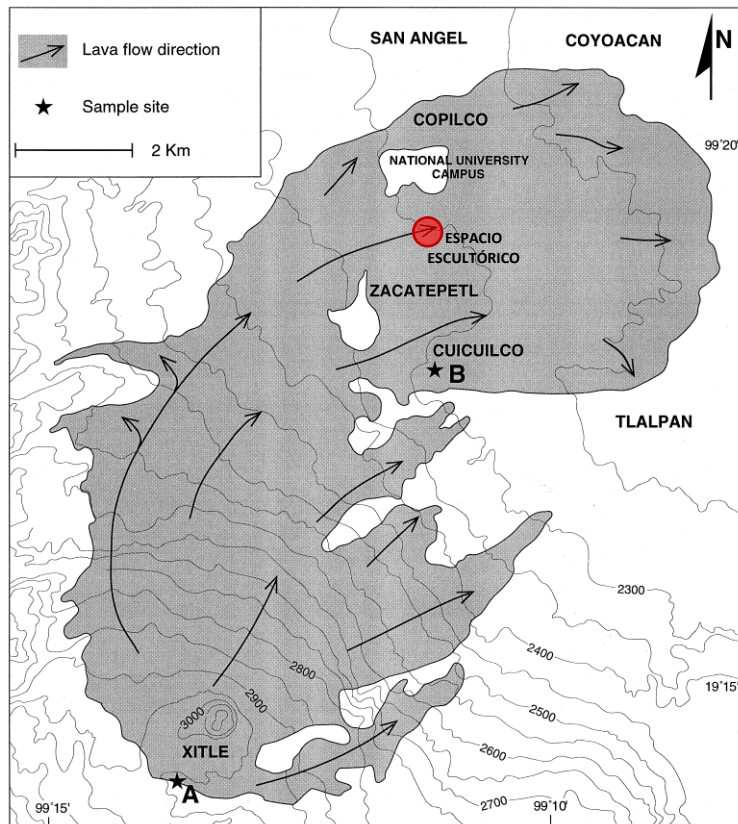 Lava flow direction
Sample site
2 Km
SAN ANGEL
COYOACAN
N
COPILCO
99°20'
NATIONAL UNIVERSITY
CAMPUS
ESPACIO
ESCULTÓRICO
ZACATEPETL
CUICUILCO
B
TLALPAN
2300
2400
2800
19°15'
2900
2500
3000
XITLE
2600
A
2700
99°15'
99°10'